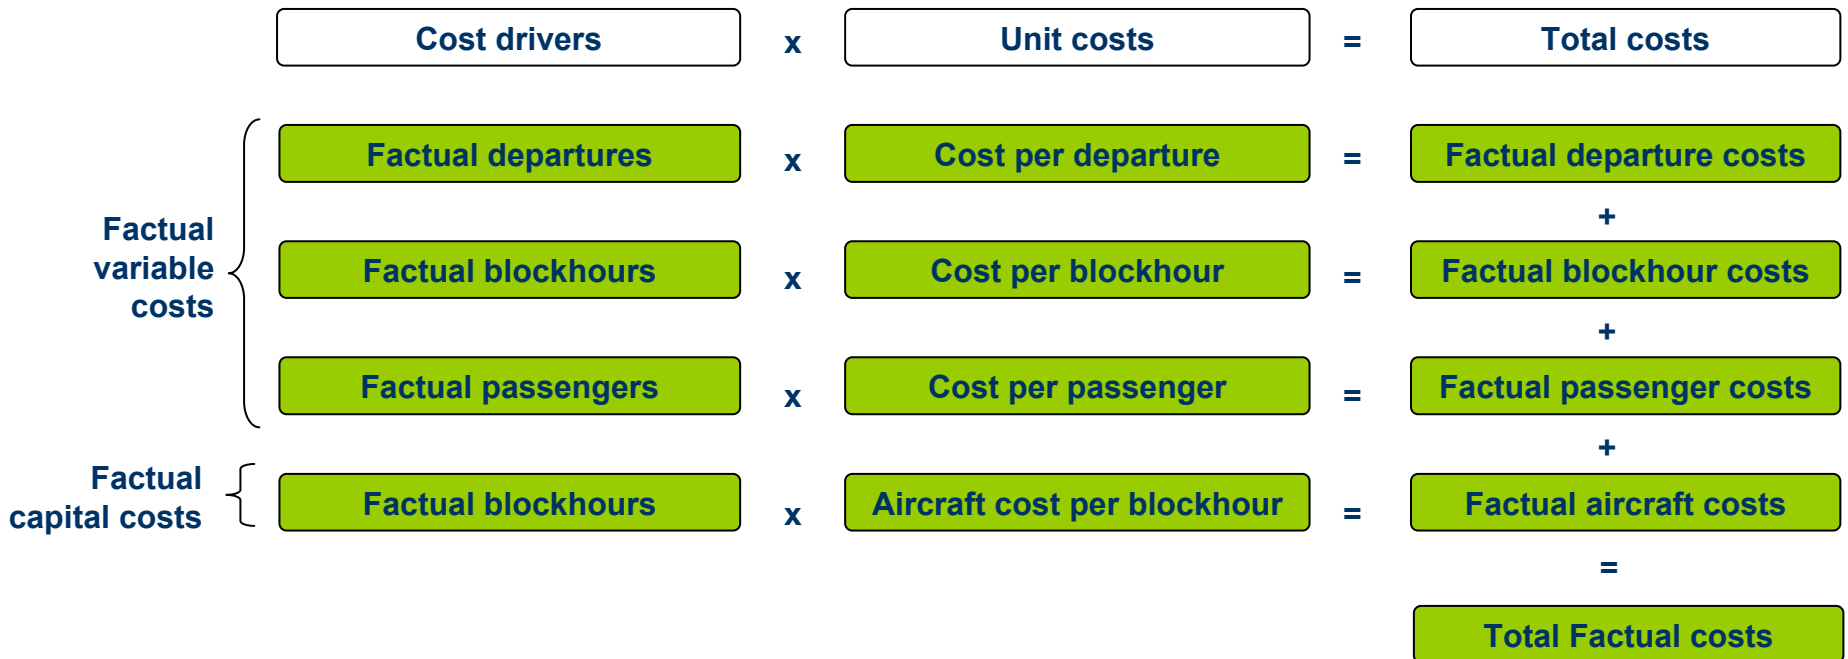 Cost drivers x Unit costs = Total costs
Factual departures x Cost per departure = Factual departure costs
+
Factual
variable
costs
Factual blockhours x Cost per blockhour = Factual blockhour costs
+
Factual passengers x Cost per passenger = Factual passenger costs
+
Factual
capital costs
Factual blockhours x Aircraft cost per blockhour = Factual aircraft costs
=
Total Factual costs